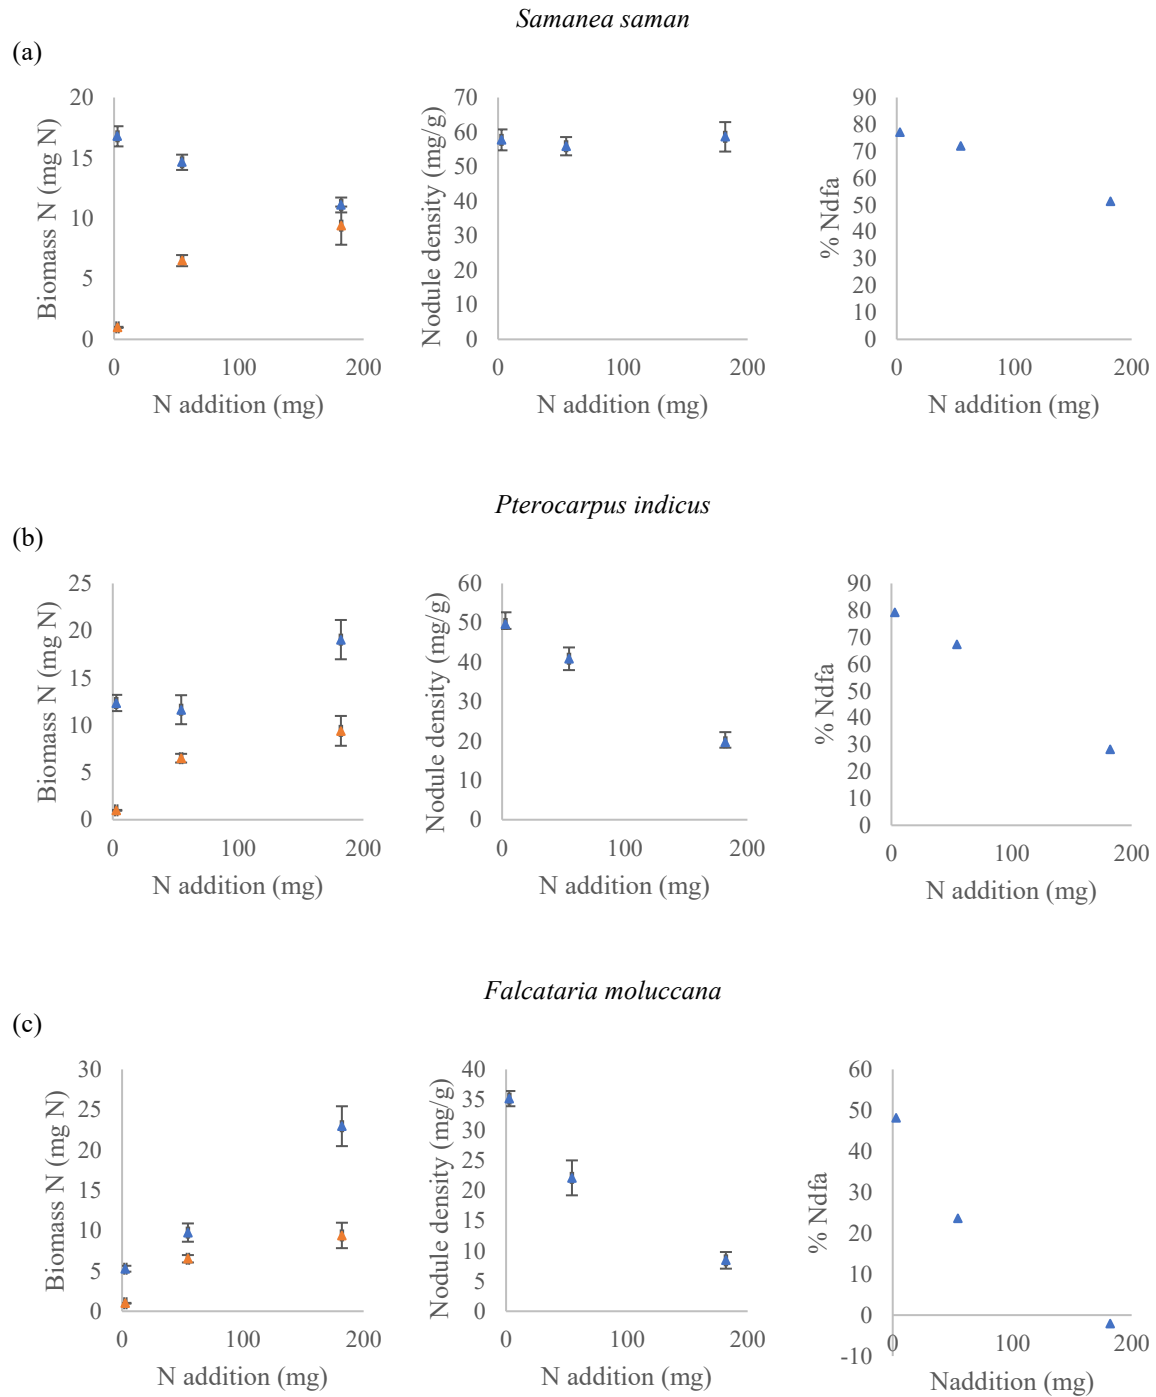 Samanea saman
(a)
20
15
10
5
0
0 100 200
Biomass N (mg N)
N addition (mg)
70
60
50
40
30
20
10
0
0 100 200
Nodule density (mg/g)
N addition (mg)
90
80
70
60
50
40
30
20
10
0
0 100 200
% Ndfa
N addition (mg)
Pterocarpus indicus
(b)
25
20
15
10
5
0
0 100 200
Biomass N (mg N)
N addition (mg)
60
50
40
30
20
10
0
0 100 200
Nodule density (mg/g)
N addition (mg)
90
80
70
60
50
40
30
20
10
0
0 100 200
% Ndfa
N addition (mg)
Falcataria moluccana
(c)
30
25
20
15
10
5
0
0 100 200
Biomass N (mg N)
N addition (mg)
40
35
30
25
20
15
10
5
0
0 100 200
Nodule density (mg/g)
N addition (mg)
60
50
40
30
20
10
0
-10
0 100 200
% Ndfa
Naddition (mg)